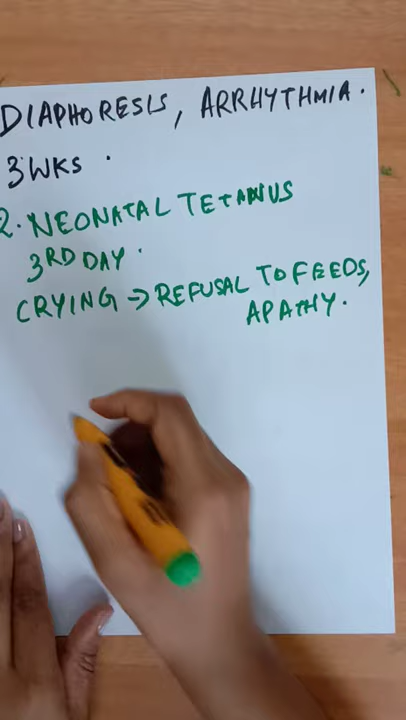 DIAPHORESIS, ARRHYTHMIA.
3WKS.
2. NEONATAL TETANUS
3RD DAY.
CRYING → REFUSAL TO FEEDS,
APATHY.